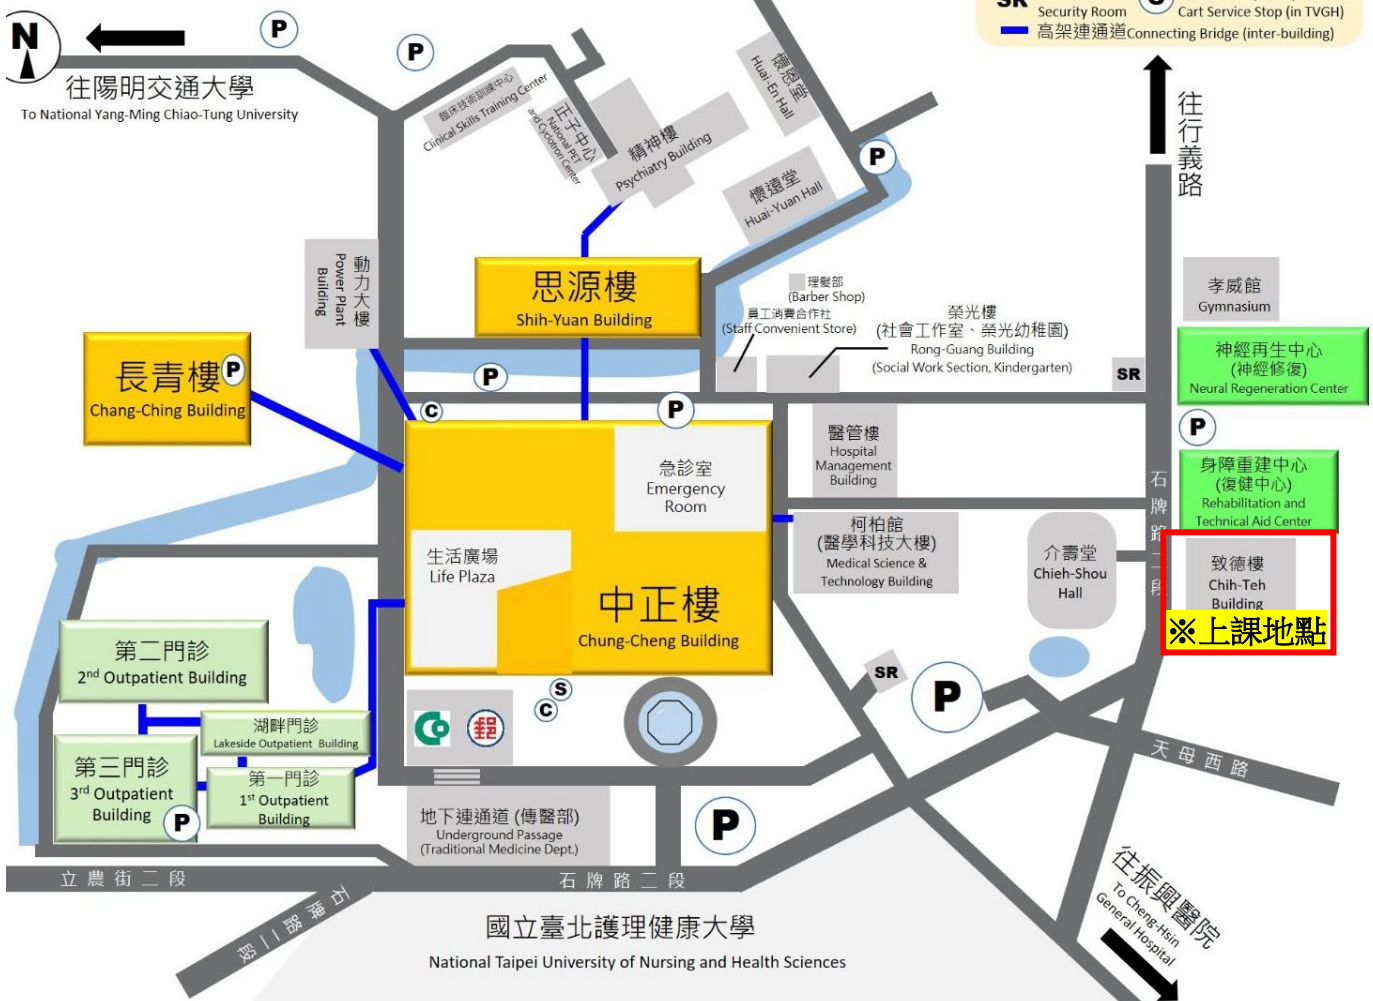 SR
Security Room
C
Cart Service Stop (in TVGH)
高架連通道Connecting Bridge (inter-building)
N
P
P
往陽明交通大學
To National Yang-Ming Chiao-Tung University
臨床技術訓練中心
Clinical Skills Training Center
正子中心
National PET
and Cyclotron Center
精神樓
Psychiatry Building
懷恩堂
Huai-En Hall
懷遠堂
Huai-Yuan Hall
P
往行義路
動力大樓
Power Plant
Building
思源樓
Shih-Yuan Building
理髮部
(Barber Shop)
員工消費合作社
(Staff Convenient Store)
榮光樓
(社會工作室、榮光幼稚園)
Rong-Guang Building
(Social Work Section, Kindergarten)
孝威館
Gymnasium
神經再生中心
(神經修復)
Neural Regeneration Center
SR
長青樓
P
Chang-Ching Building
P
C
P
P
急診室
Emergency
Room
醫管樓
Hospital
Management
Building
身障重建中心
(復健中心)
Rehabilitation and
Technical Aid Center
石牌路二段
生活廣場
Life Plaza
中正樓
Chung-Cheng Building
柯柏館
(醫學科技大樓)
Medical Science &
Technology Building
介壽堂
Chieh-Shou
Hall
致德樓
Chih-Teh
Building
※上課地點
第二門診
2nd Outpatient Building
湖畔門診
Lakeside Outpatient Building
第三門診
3rd Outpatient
Building
P
第一門診
1st Outpatient
Building
S
C
郵
SR
P
天母西路
地下連通道 (傳醫部)
Underground Passage
(Traditional Medicine Dept.)
P
立農街二段
石牌路二段
石牌路二段
往振興醫院
To Cheng-Hsin
General Hospital
國立臺北護理健康大學
National Taipei University of Nursing and Health Sciences